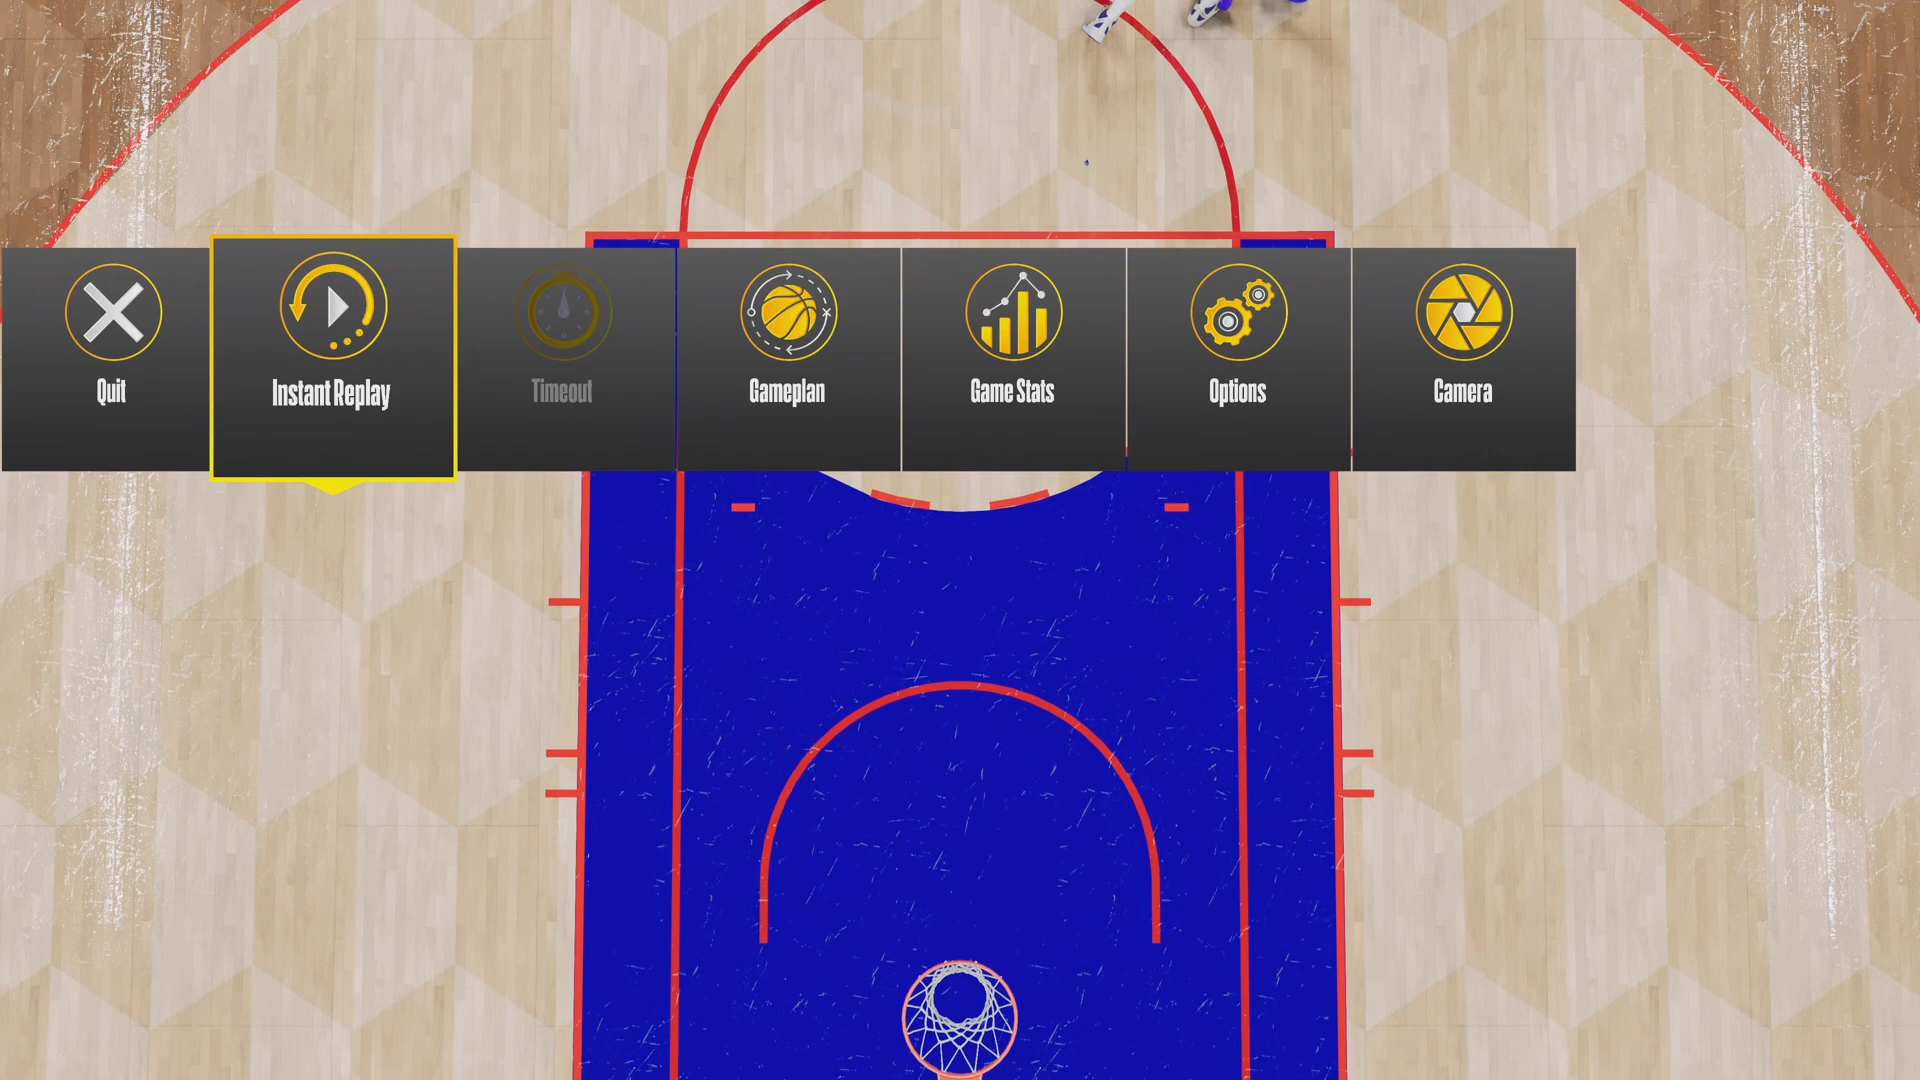 Quit
Instant Replay
Timeout
Gameplan
Game Stats
Options
Camera